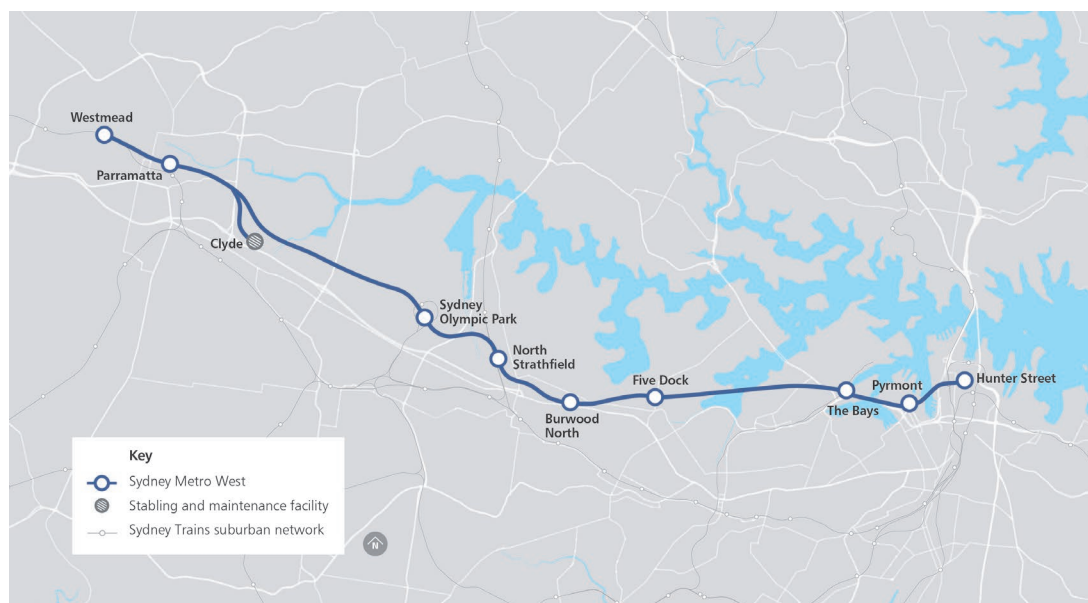 Westmead
Parramatta
Clyde
Sydney
Olympic Park
North
Strathfield
Burwood
North
Five Dock
The Bays
Pyrmont
Hunter Street
Key
Sydney Metro West
Stabling and maintenance facility
Sydney Trains suburban network
N